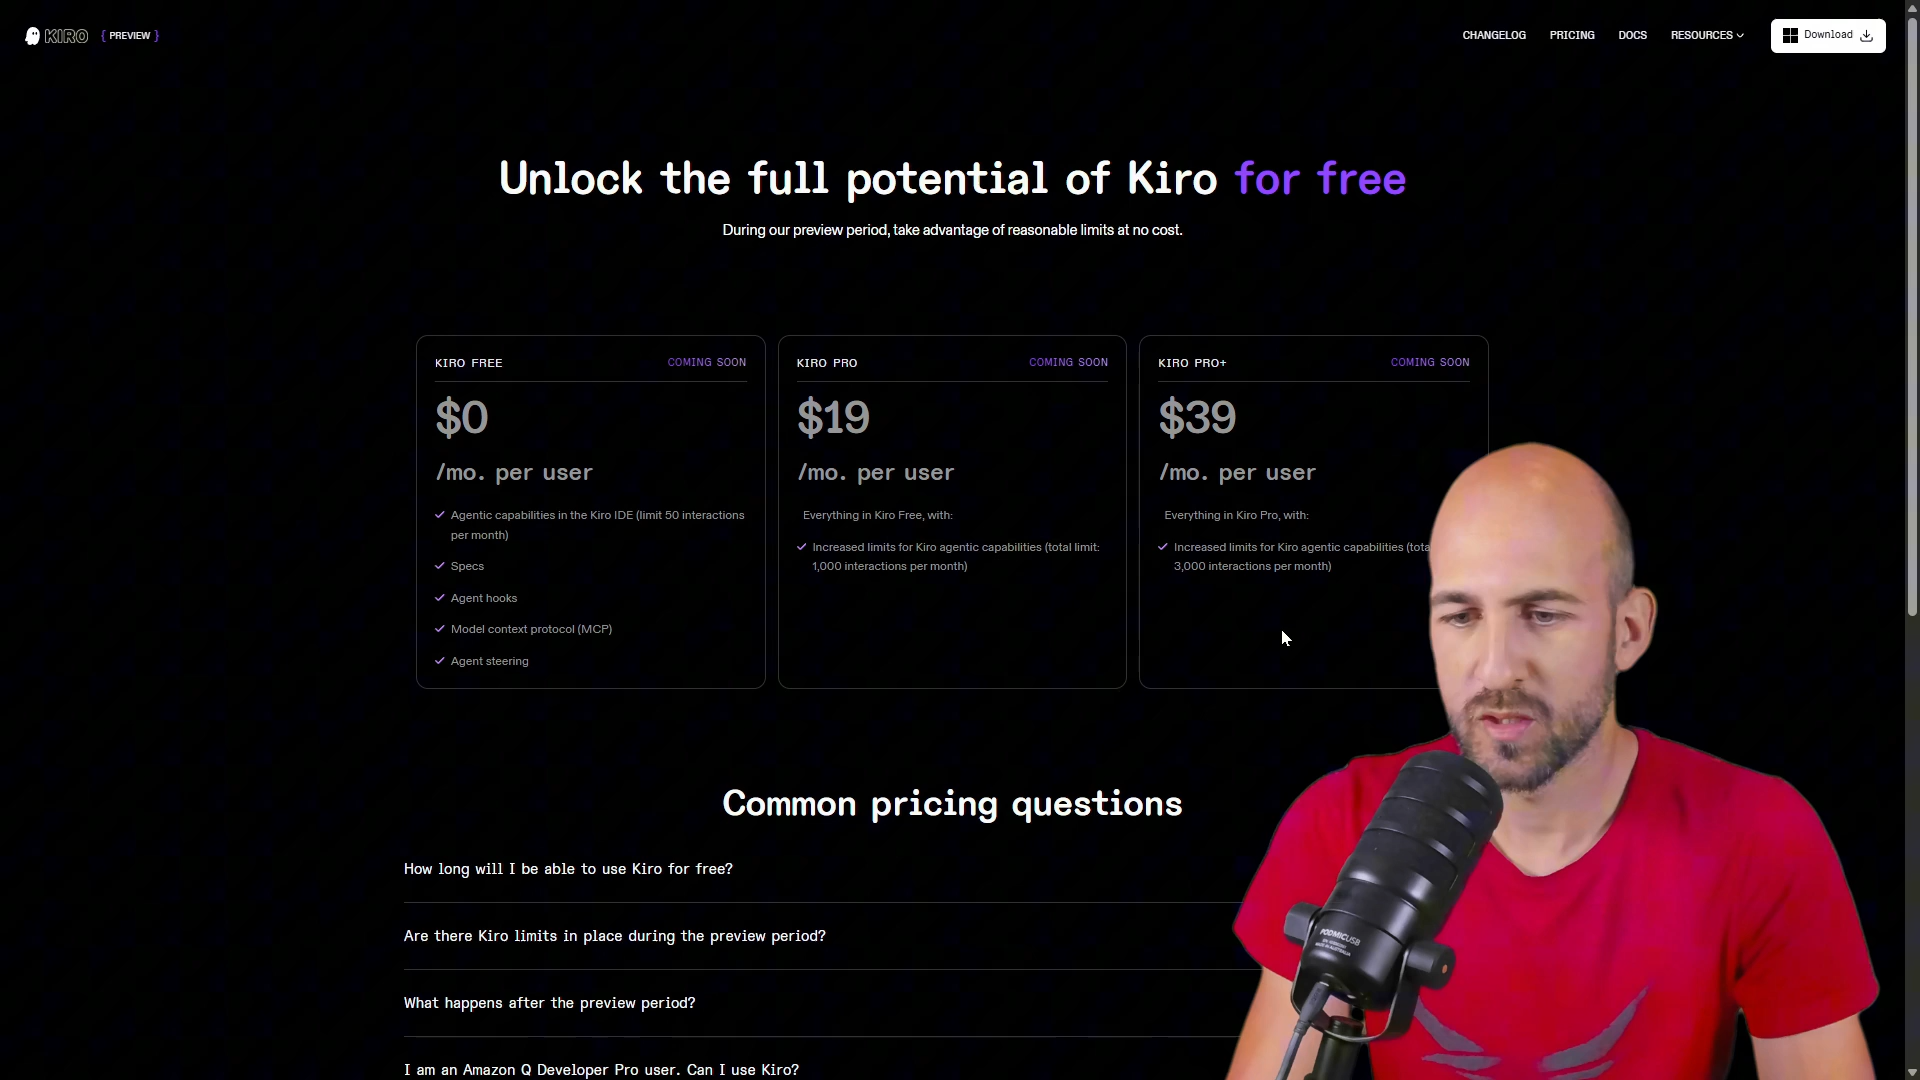 KIRO { PREVIEW }
CHANGELOG PRICING DOCS RESOURCES Download
Unlock the full potential of Kiro for free
During our preview period, take advantage of reasonable limits at no cost.
KIRO FREE COMING SOON
$0
/mo. per user
Agentic capabilities in the Kiro IDE (limit 50 interactions
per month)
Specs
Agent hooks
Model context protocol (MCP)
Agent steering
KIRO PRO COMING SOON
$19
/mo. per user
Everything in Kiro Free, with:
Increased limits for Kiro agentic capabilities (total limit:
1,000 interactions per month)
KIRO PRO+ COMING SOON
$39
/mo. per user
Everything in Kiro Pro, with:
Increased limits for Kiro agentic capabilities (tota
3,000 interactions per month)
Common pricing questions
How long will I be able to use Kiro for free?
Are there Kiro limits in place during the preview period?
What happens after the preview period?
I am an Amazon Q Developer Pro user. Can I use Kiro?
PODMICUSB